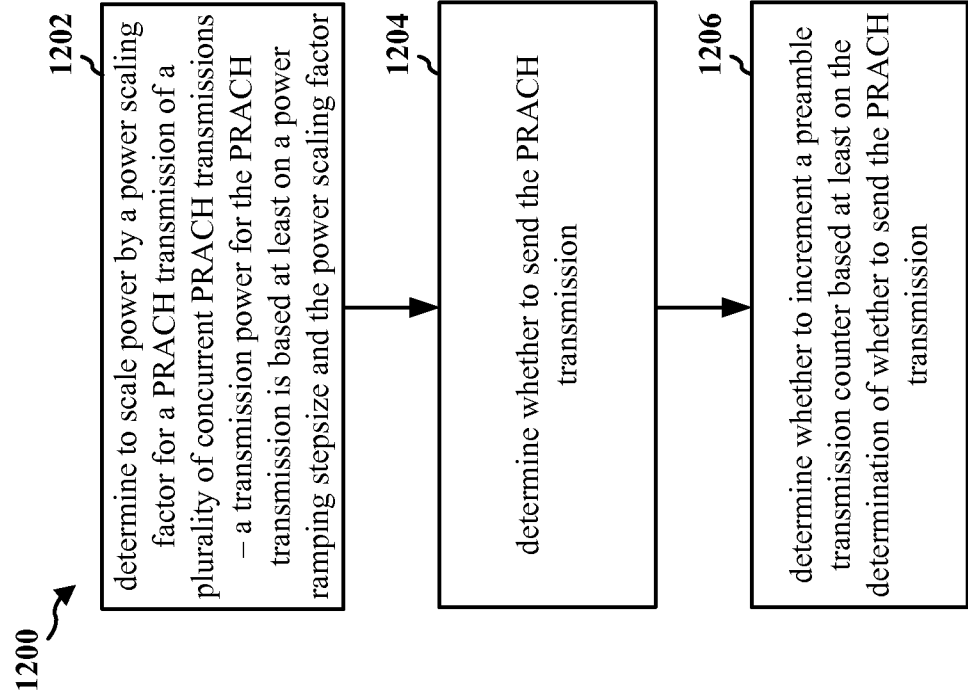 1200
1202
determine to scale power by a power scaling
factor for a PRACH transmission of a
plurality of concurrent PRACH transmissions
– a transmission power for the PRACH
transmission is based at least on a power
ramping stepsize and the power scaling factor
1204
determine whether to send the PRACH
transmission
1206
determine whether to increment a preamble
transmission counter based at least on the
determination of whether to send the PRACH
transmission